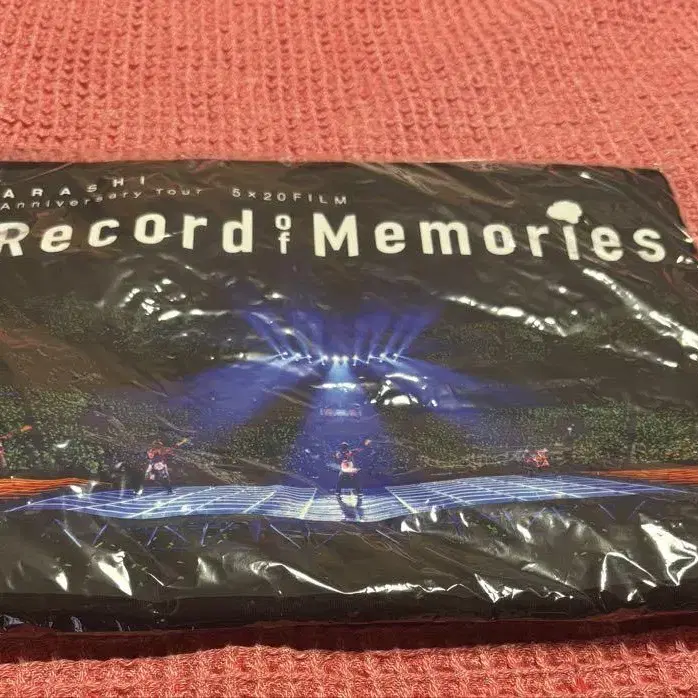 ARASHI
Anniversary Tour 5×20 FILM
Record of Memories